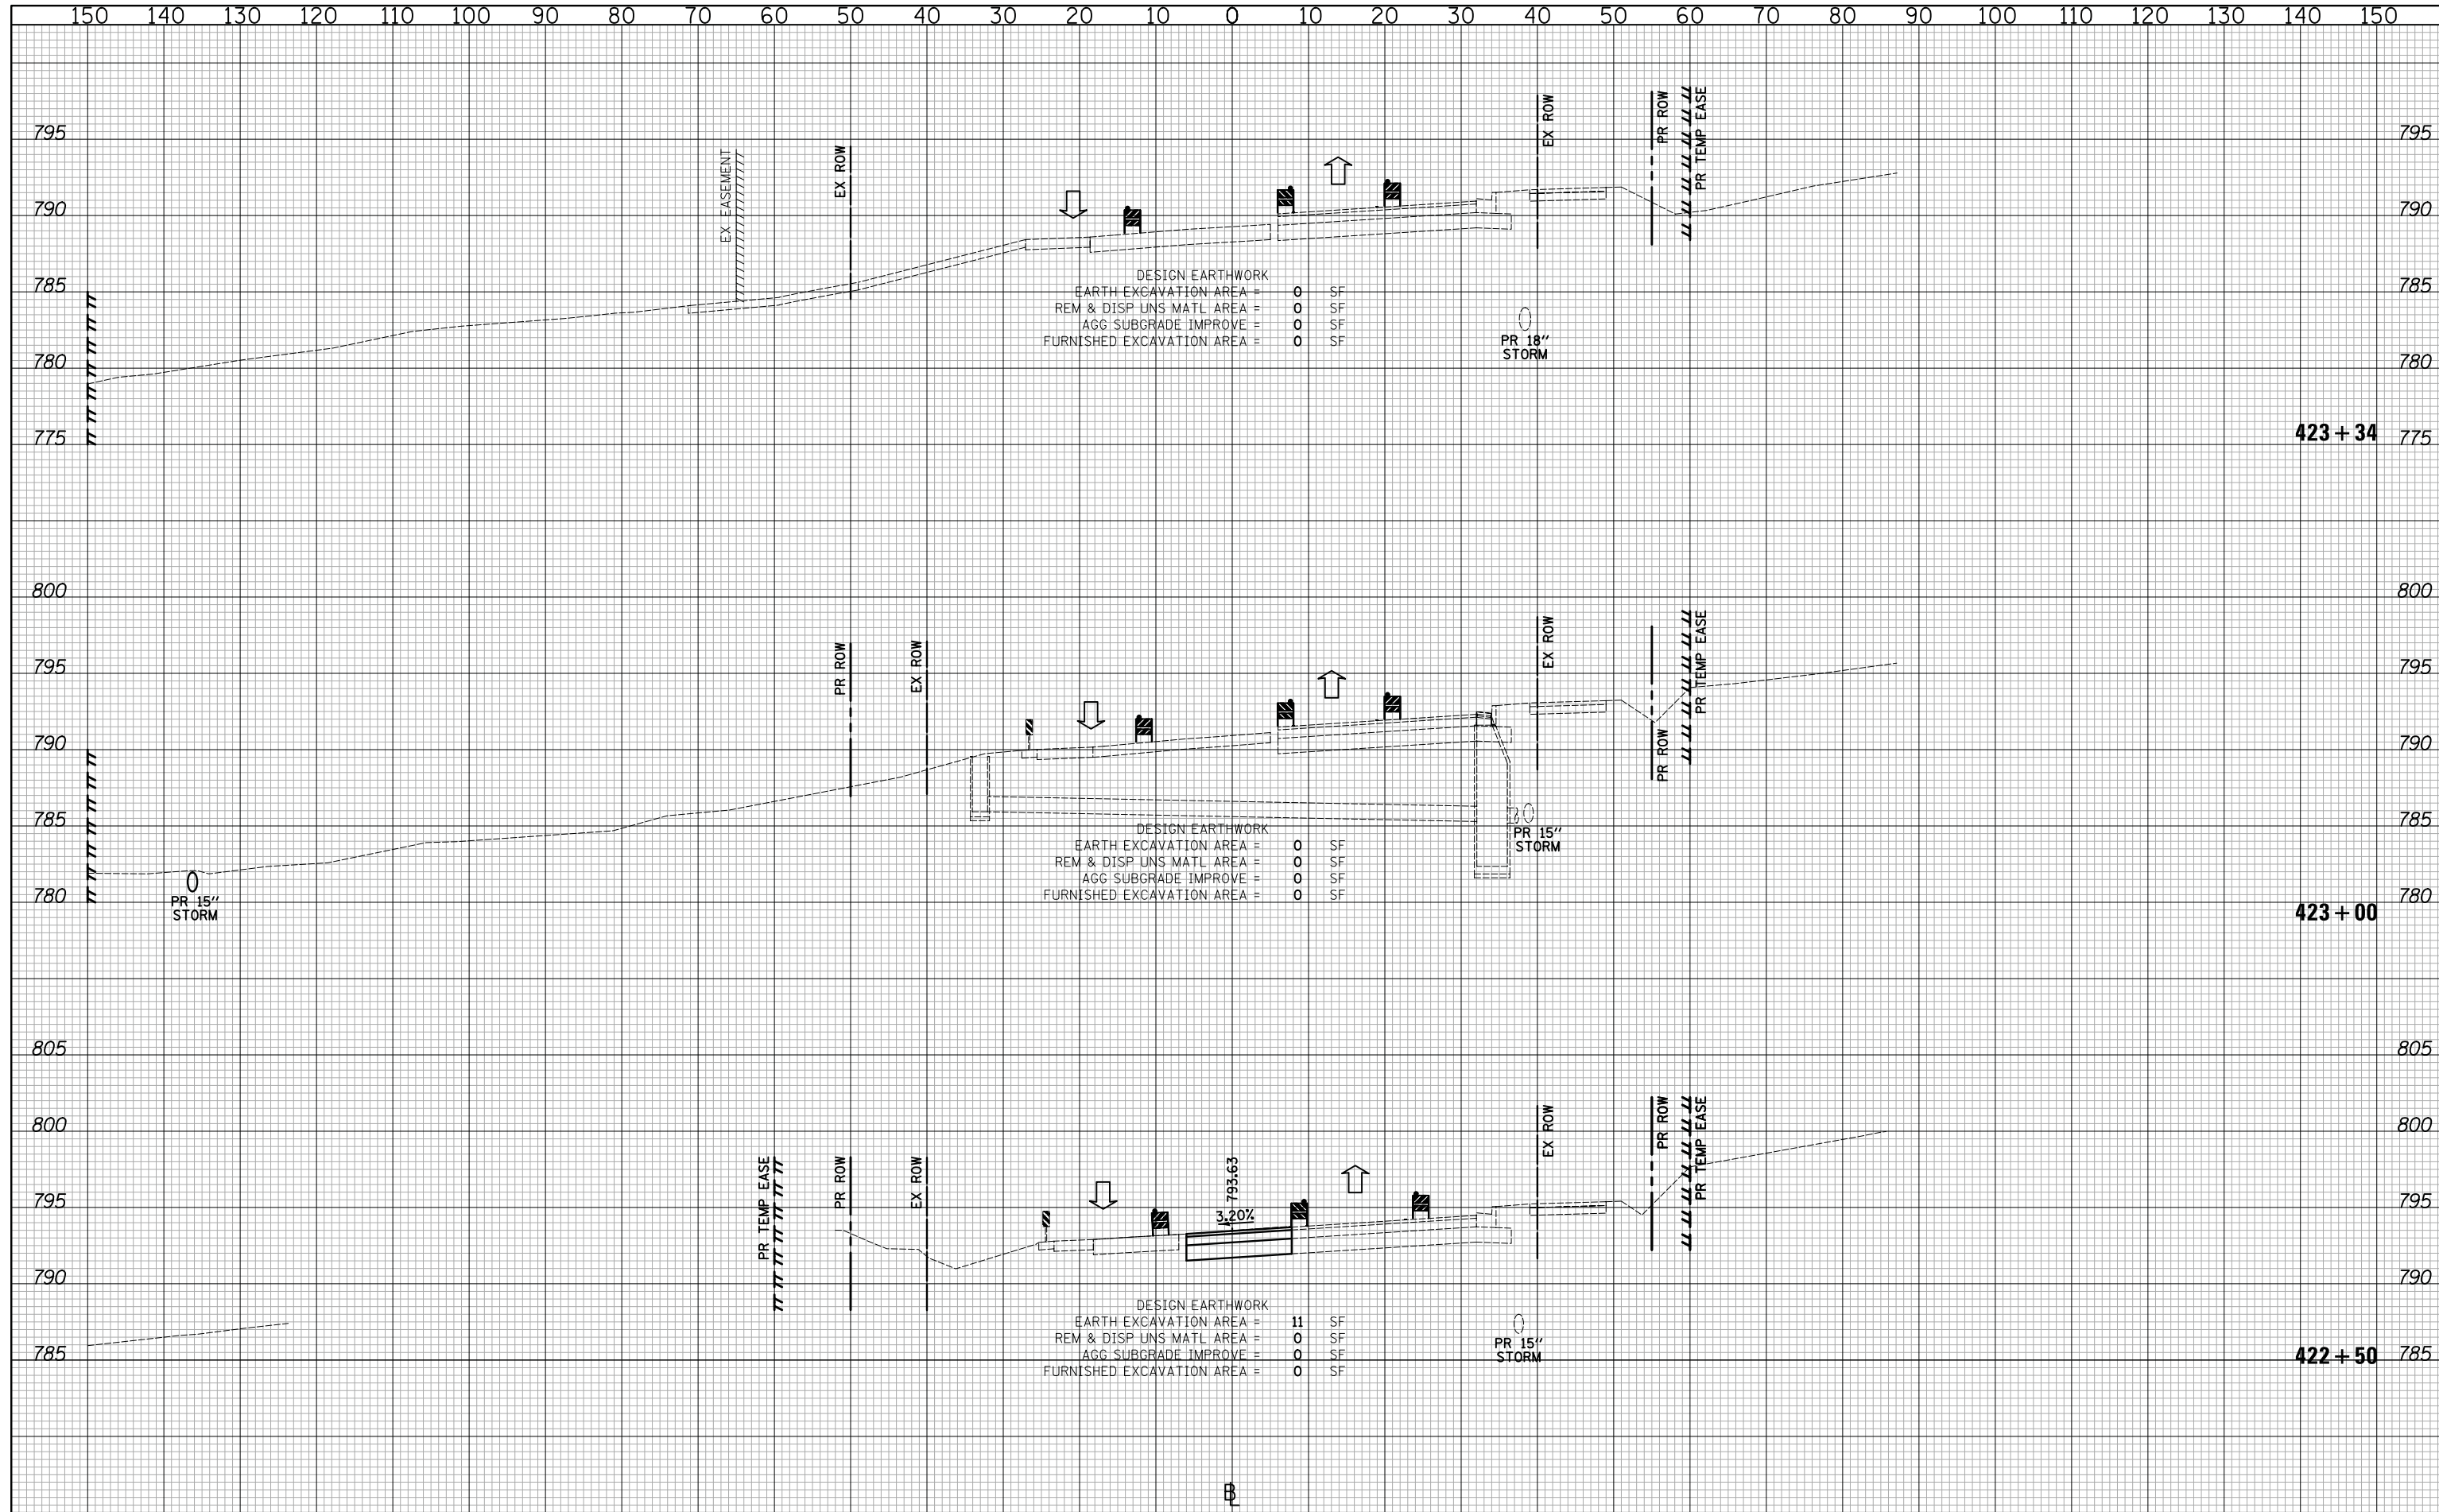 150 140 130 120 110 100 90 80 70 60 50 40 30 20 10 0 10 20 30 40 50 60 70 80 90 100 110 120 130 140 150
EX ROW
PR ROW
PR TEMP EASE
795 795
EX EASEMENT
EX ROW
790 790
DESIGN EARTHWORK
785 EARTH EXCAVATION AREA = 0 SF 785
REM & DISP UNS MATL AREA = 0 SF
AGG SUBGRADE IMPROVE = 0 SF
FURNISHED EXCAVATION AREA = 0 SF
PR 18"
STORM
780 780
775 423+34 775
800 800
PR ROW
EX ROW
EX ROW
PR TEMP EASE
795 795
790 PR ROW 790
785 785
DESIGN EARTHWORK
EARTH EXCAVATION AREA = 0 SF
REM & DISP UNS MATL AREA = 0 SF
AGG SUBGRADE IMPROVE = 0 SF
FURNISHED EXCAVATION AREA = 0 SF
PR 15"
STORM
780 780
PR 15"
STORM
423+00
805 805
800 800
PR TEMP EASE
PR ROW
EX ROW
793.63
EX ROW
PR ROW
PR TEMP EASE
795 795
3.20%
790 790
DESIGN EARTHWORK
EARTH EXCAVATION AREA = 11 SF
REM & DISP UNS MATL AREA = 0 SF
AGG SUBGRADE IMPROVE = 0 SF
FURNISHED EXCAVATION AREA = 0 SF
PR 15"
STORM
785 422+50 785
BL